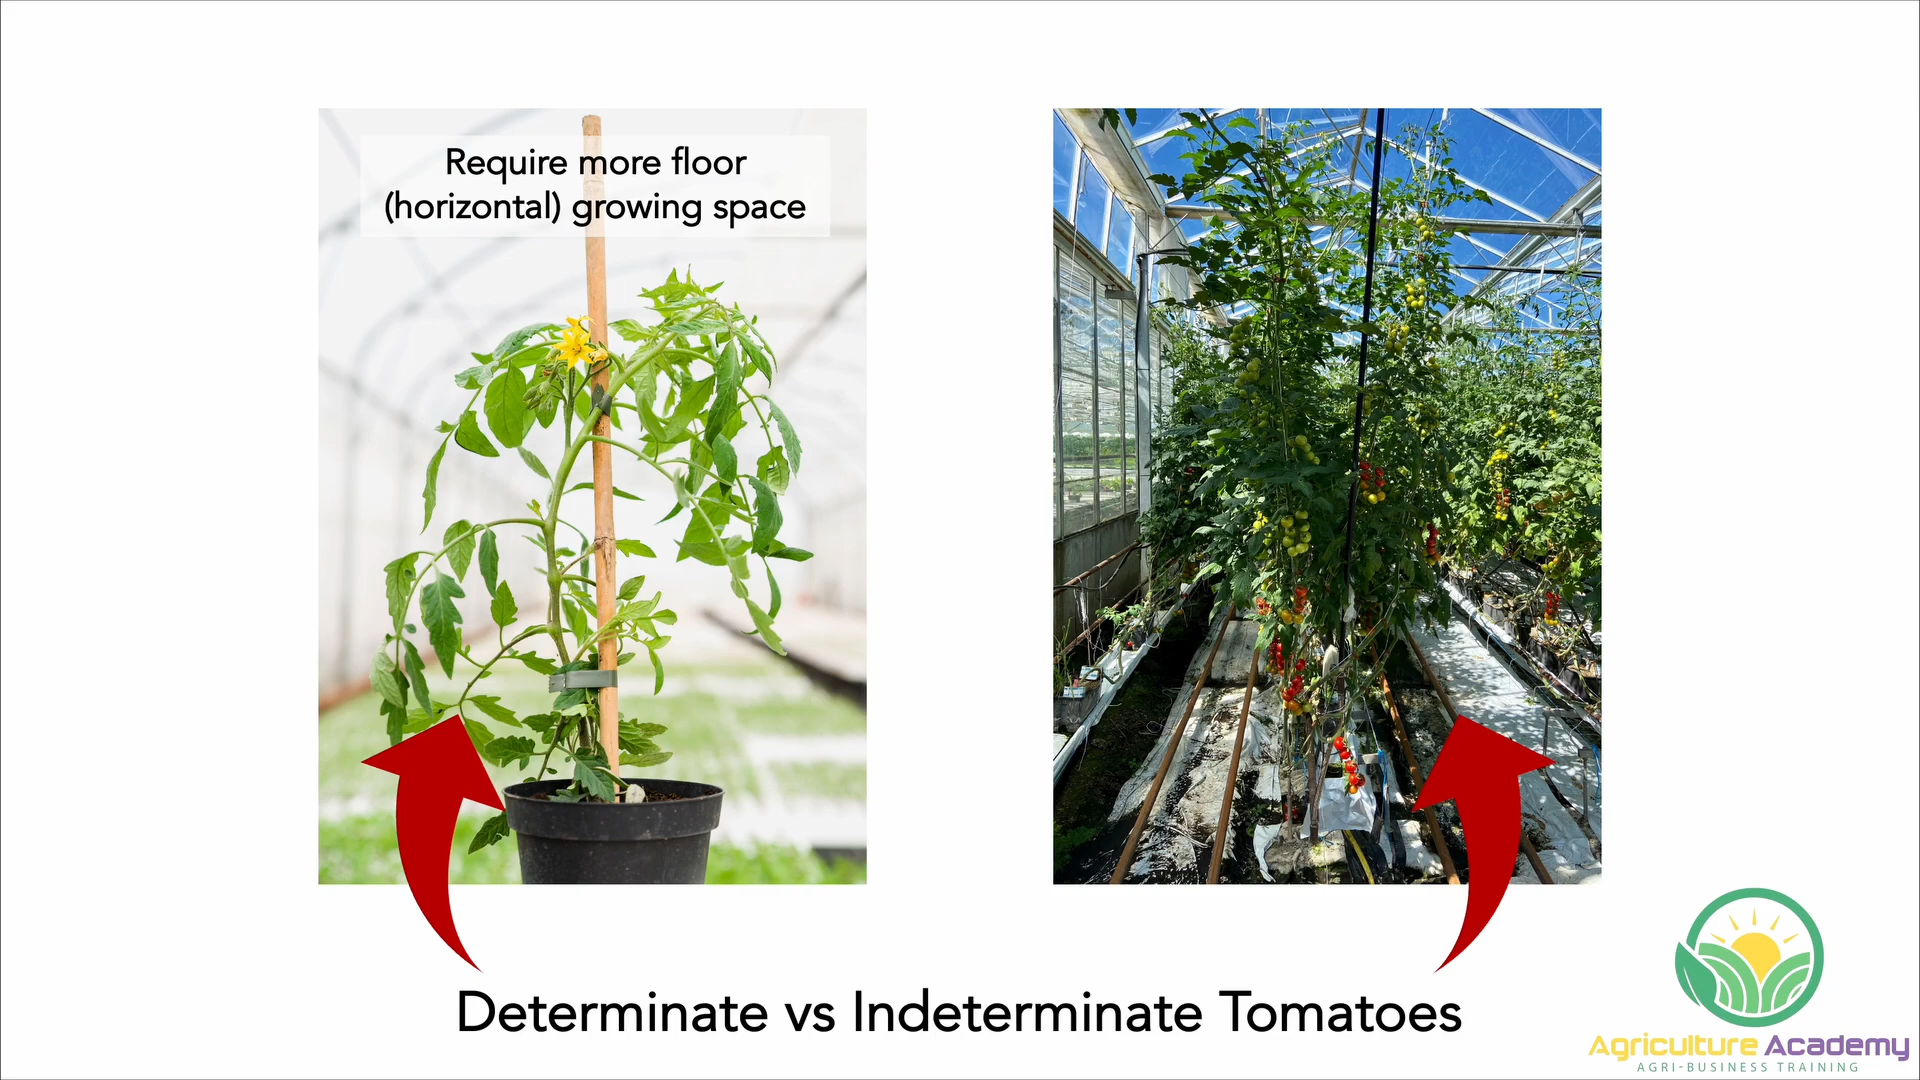 Require more floor
(horizontal) growing space
Determinate vs Indeterminate Tomatoes
Agriculture Academy
AGRI-BUSINESS TRAINING